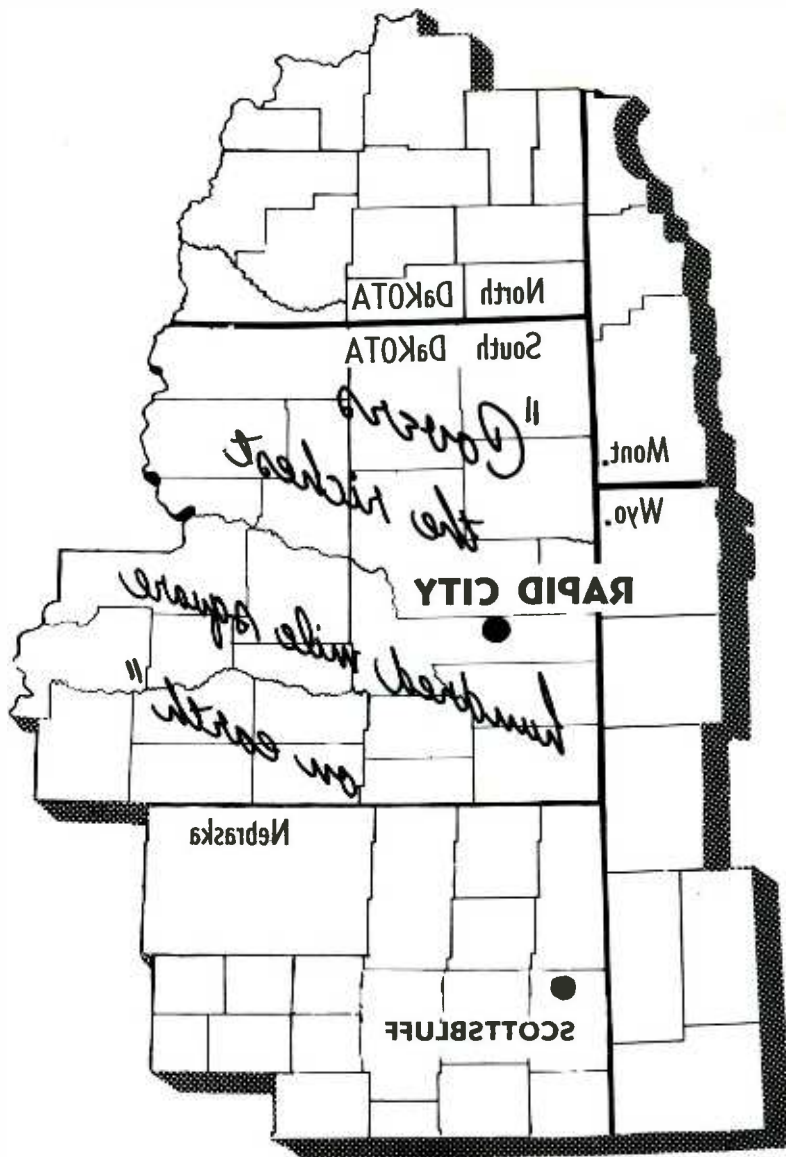 North DaKOTA
South DaKOTA
Mont.
Wyo.
"Covers
the richest
RAPID CITY
hundred mile square
on earth"
Nebraska
SCOTTSBLUFF